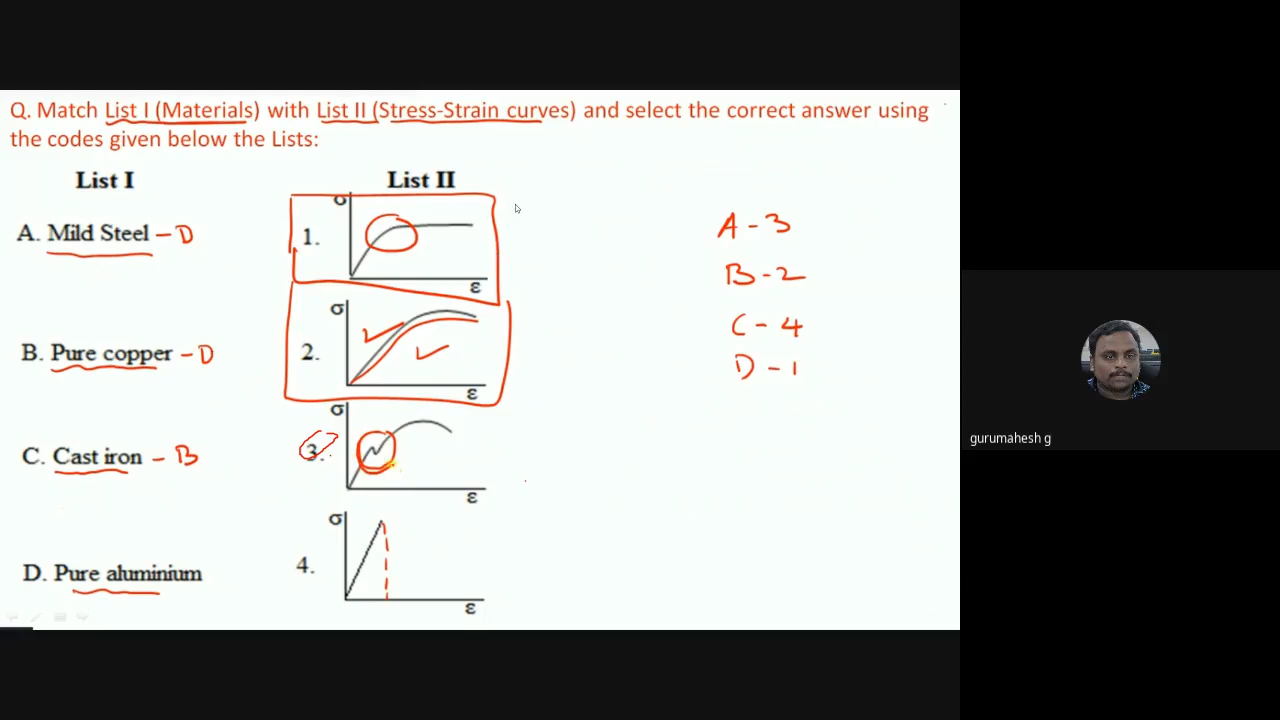 Q. Match List I (Materials) with List II (Stress-Strain curves) and select the correct answer using
the codes given below the Lists:
List I
List II
A. Mild Steel – D
1.
σ
ε
A - 3
B. Pure copper – D
2.
σ
ε
B - 2
C. Cast iron – B
3.
σ
ε
C - 4
D. Pure aluminium
4.
σ
ε
D - 1
gurumahesh g